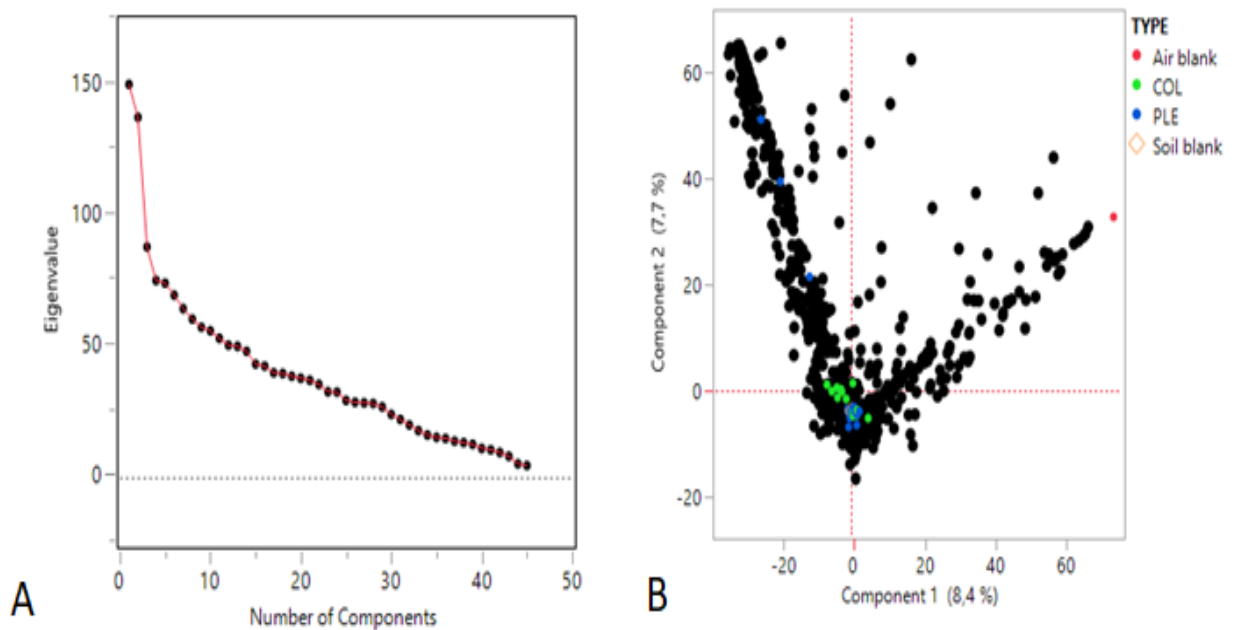 150
100
50
0
Eigenvalue
0 10 20 30 40 50
Number of Components
A
60
40
20
0
-20
Component 2 (7,7 %)
-20 0 20 40 60
Component 1 (8,4 %)
B
TYPE
Air blank
COL
PLE
Soil blank